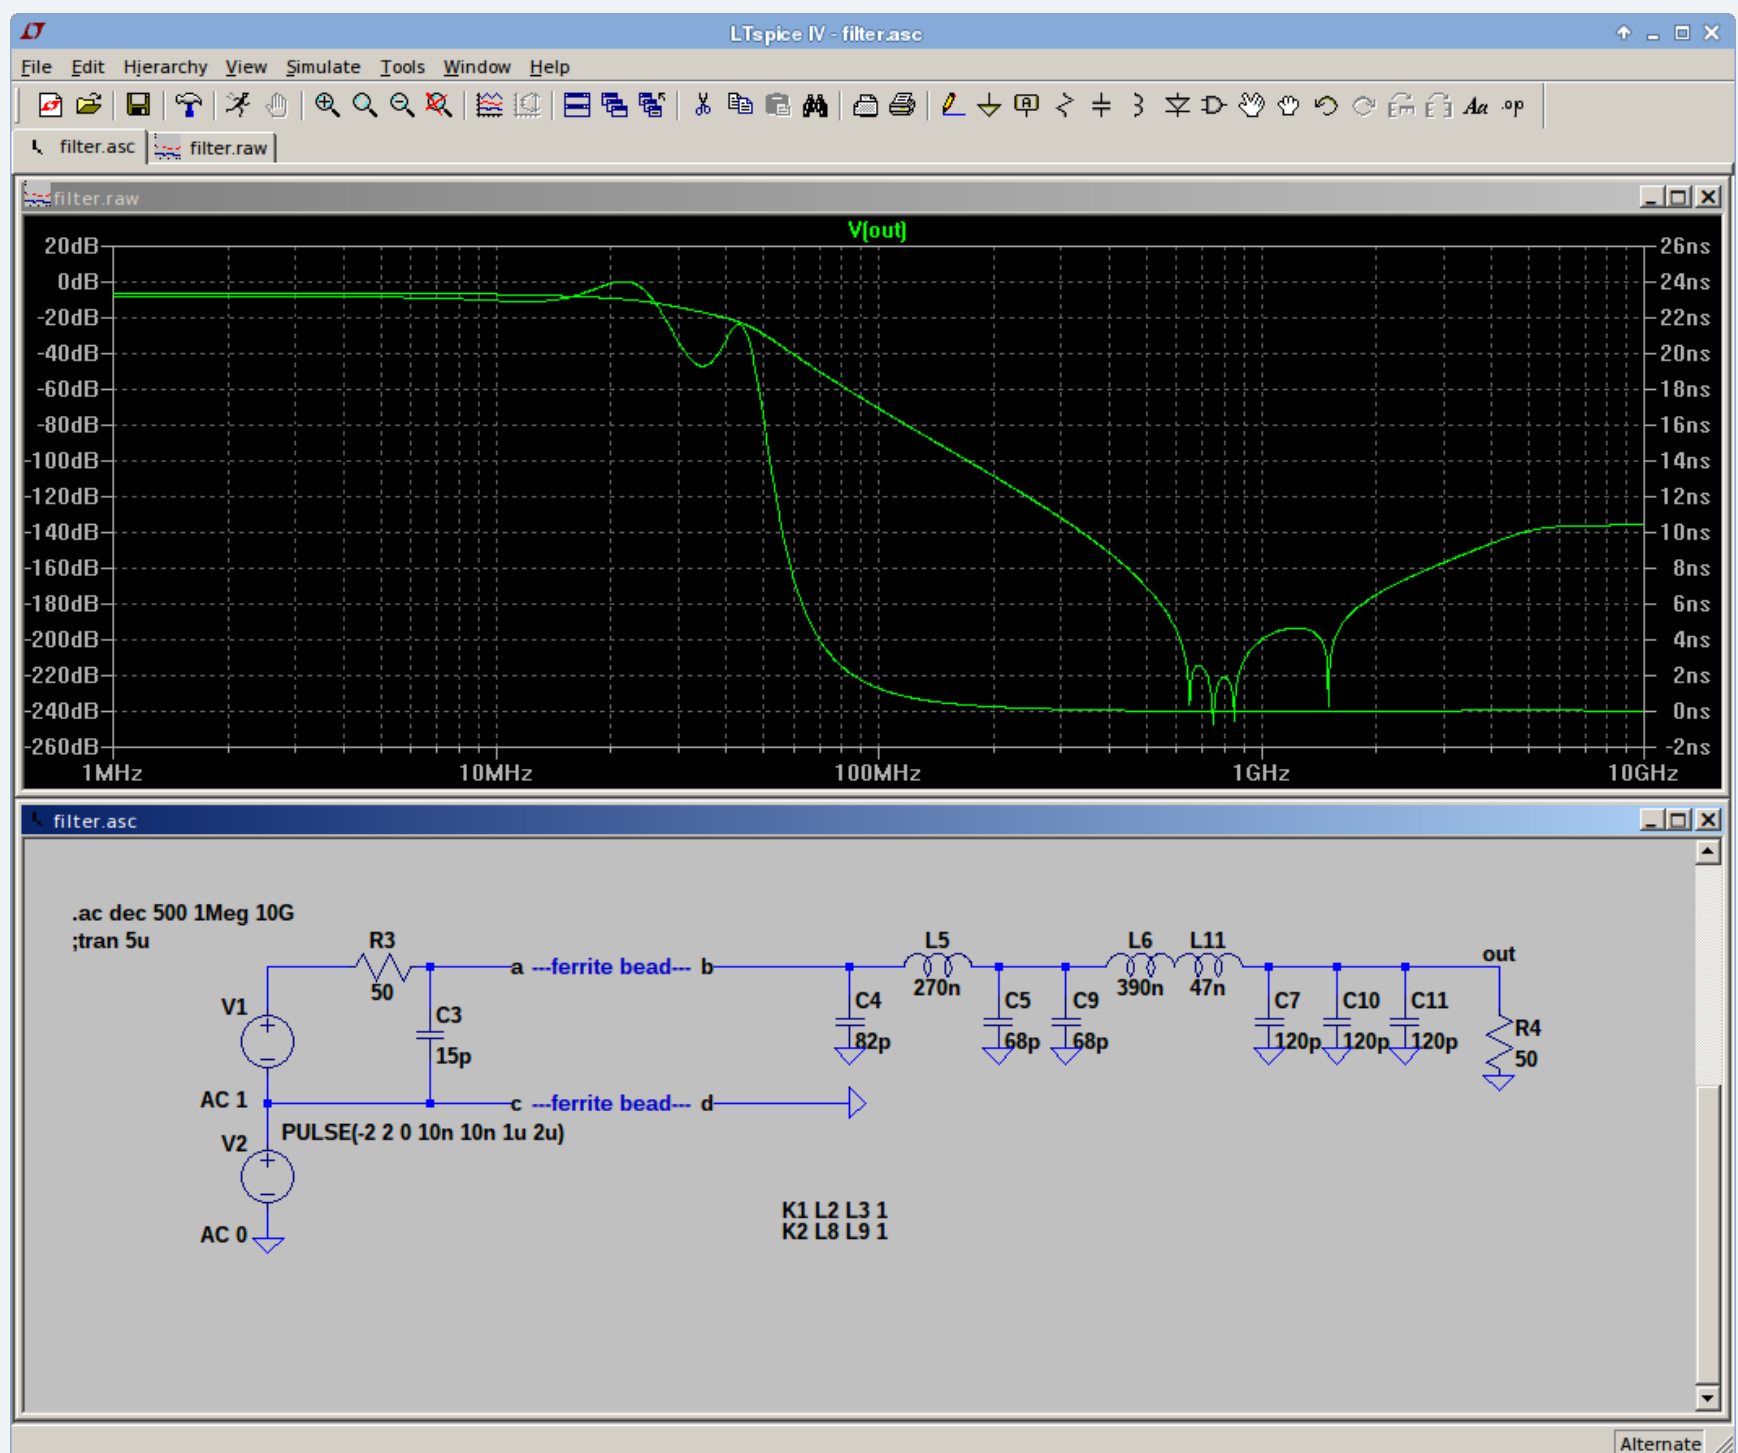 LTspice IV - filter.asc
File Edit Hierarchy View Simulate Tools Window Help
A Aa .op
filter.asc filter.raw
filter.raw
V(out)
20dB 26ns
0dB 24ns
-20dB 22ns
-40dB 20ns
-60dB 18ns
-80dB 16ns
-100dB 14ns
-120dB 12ns
-140dB 10ns
-160dB 8ns
-180dB 6ns
-200dB 4ns
-220dB 2ns
-240dB 0ns
-260dB -2ns
1MHz 10MHz 100MHz 1GHz 10GHz
filter.asc
.ac dec 500 1Meg 10G
;tran 5u
R3 L5 L6 L11 out
a ---ferrite bead--- b
50 270n 390n 47n
V1 C3 C4 C5 C9 C7 C10 C11 R4
15p 82p 68p 68p 120p 120p 120p 50
AC 1 c ---ferrite bead--- d
V2 PULSE(-2 2 0 10n 10n 1u 2u)
K1 L2 L3 1
K2 L8 L9 1
AC 0
Alternate